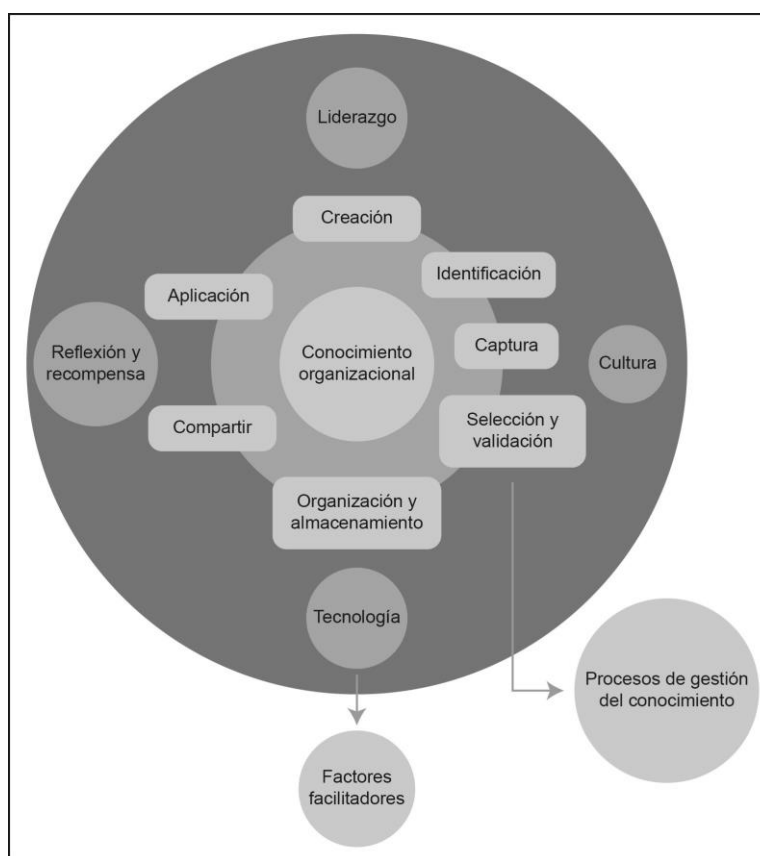 Liderazgo
Creación
Identificación
Aplicación
Captura
Reflexión y
recompensa
Conocimiento
organizacional
Cultura
Compartir
Selección y
validación
Organización y
almacenamiento
Tecnología
Procesos de gestión
del conocimiento
Factores
facilitadores